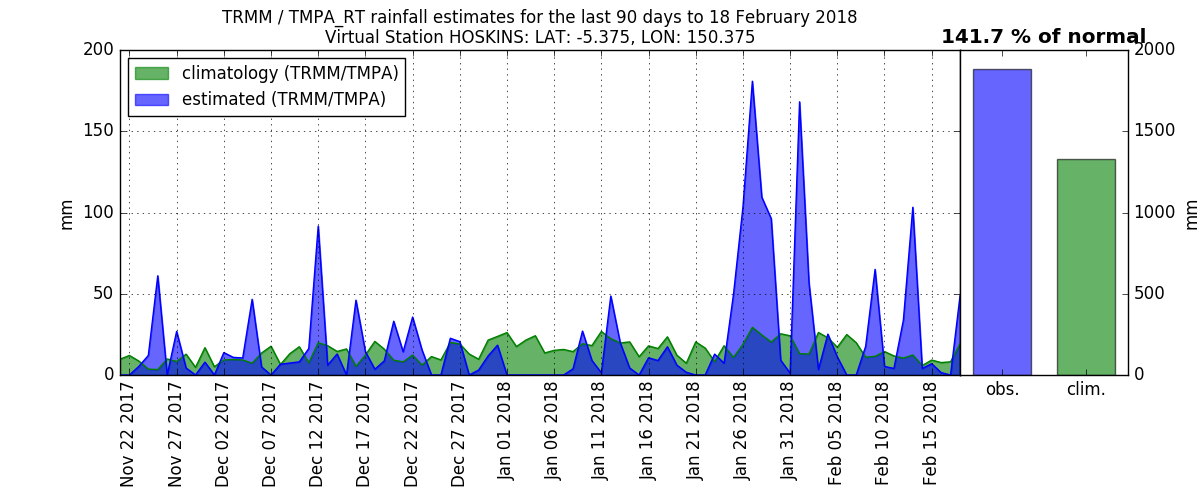 TRMM / TMPA_RT rainfall estimates for the last 90 days to 18 February 2018
Virtual Station HOSKINS: LAT: -5.375, LON: 150.375
141.7 % of normal
climatology (TRMM/TMPA)
estimated (TRMM/TMPA)
mm
200
150
100
50
0
Nov 22 2017
Nov 27 2017
Dec 02 2017
Dec 07 2017
Dec 12 2017
Dec 17 2017
Dec 22 2017
Dec 27 2017
Jan 01 2018
Jan 06 2018
Jan 11 2018
Jan 16 2018
Jan 21 2018
Jan 26 2018
Jan 31 2018
Feb 05 2018
Feb 10 2018
Feb 15 2018
2000
1500
1000
500
0
mm
obs.
clim.